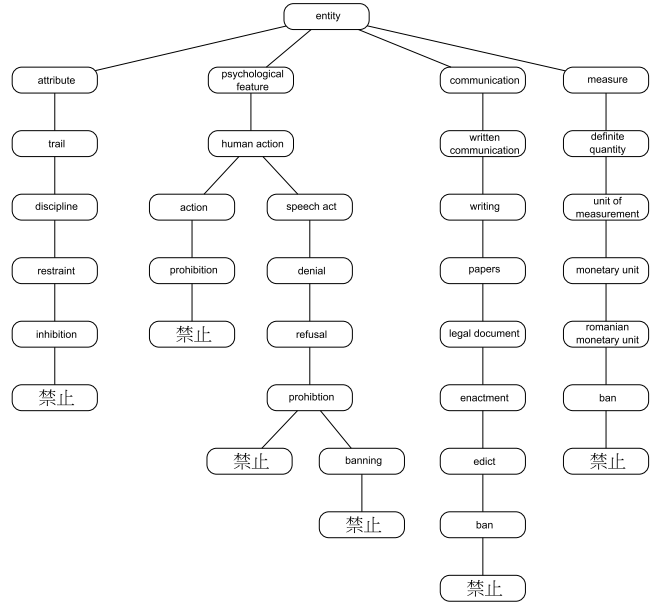 entity
attribute
psychological
feature
communication
measure
trail
human action
written
communication
definite
quantity
discipline
action
speech act
writing
unit of
measurement
restraint
prohibition
denial
papers
monetary unit
inhibition
禁止
refusal
legal document
romanian
monetary unit
禁止
prohibtion
enactment
ban
禁止
banning
edict
禁止
禁止
ban
禁止